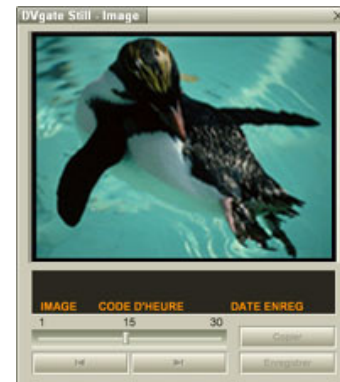 DVgate Still - Image
IMAGE CODE D'HEURE DATE ENREG
1 15 30
Copier
Enregistrer